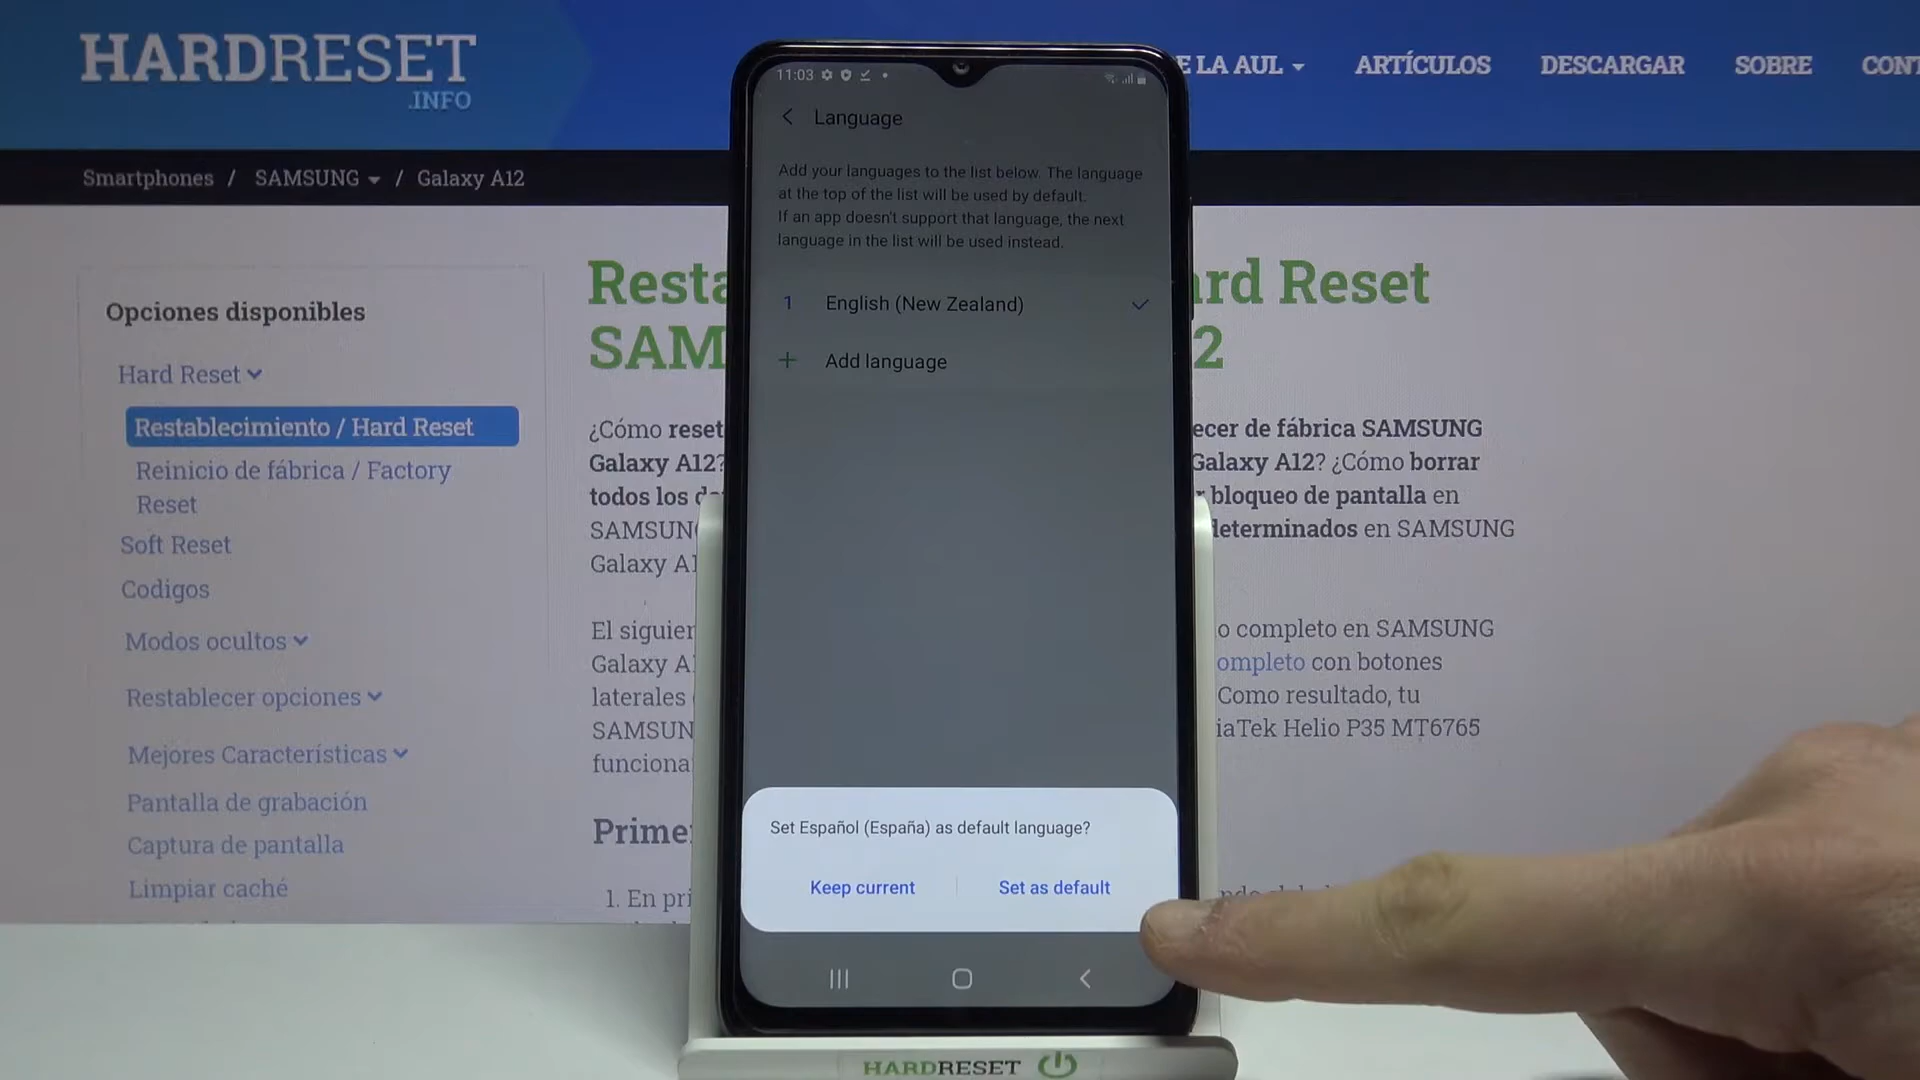 HARDRESET
.INFO
E LA AUL
ARTÍCULOS
DESCARGAR
SOBRE
CONT
Smartphones / SAMSUNG / Galaxy A12
Opciones disponibles
Hard Reset
Restablecimiento / Hard Reset
Reinicio de fábrica / Factory
Reset
Soft Reset
Codigos
Modos ocultos
Restablecer opciones
Mejores Características
Pantalla de grabación
Captura de pantalla
Limpiar caché
Resta
rd Reset
SAM
2
¿Cómo reset
ecer de fábrica SAMSUNG
Galaxy A12?
Galaxy A12? ¿Cómo borrar
todos los
r bloqueo de pantalla en
SAMSUN
determinados en SAMSUNG
Galaxy A1
El siguien
o completo en SAMSUNG
Galaxy A
ompleto con botones
laterales
Como resultado, tu
SAMSUN
iaTek Helio P35 MT6765
funciona
Prime
1. En pri
11:03
Language
Add your languages to the list below. The language
at the top of the list will be used by default.
If an app doesn't support that language, the next
language in the list will be used instead.
1 English (New Zealand)
+ Add language
Set Español (España) as default language?
Keep current
Set as default
HARDRESET